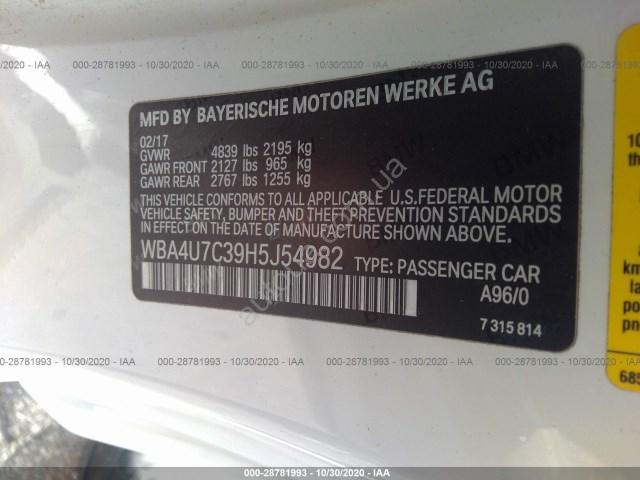 000-28781993 - 10/30/2020 - IAA
MFD BY BAYERISCHE MOTOREN WERKE AG
02/17
GVWR 4839 lbs 2195 kg
GAWR FRONT 2127 lbs 965 kg
GAWR REAR 2767 lbs 1255 kg
THIS VEHICLE CONFORMS TO ALL APPLICABLE U.S.FEDERAL MOTOR
VEHICLE SAFETY, BUMPER, AND THEFT PREVENTION
STANDARDS IN EFFECT ON THE DATE OF MANUFACTURE SHOWN ABOVE.
WBA4U7C39H5J54982 TYPE: PASSENGER CAR
A96/0
7 315 814
000-28781993 - 10/30/2020 - IAA